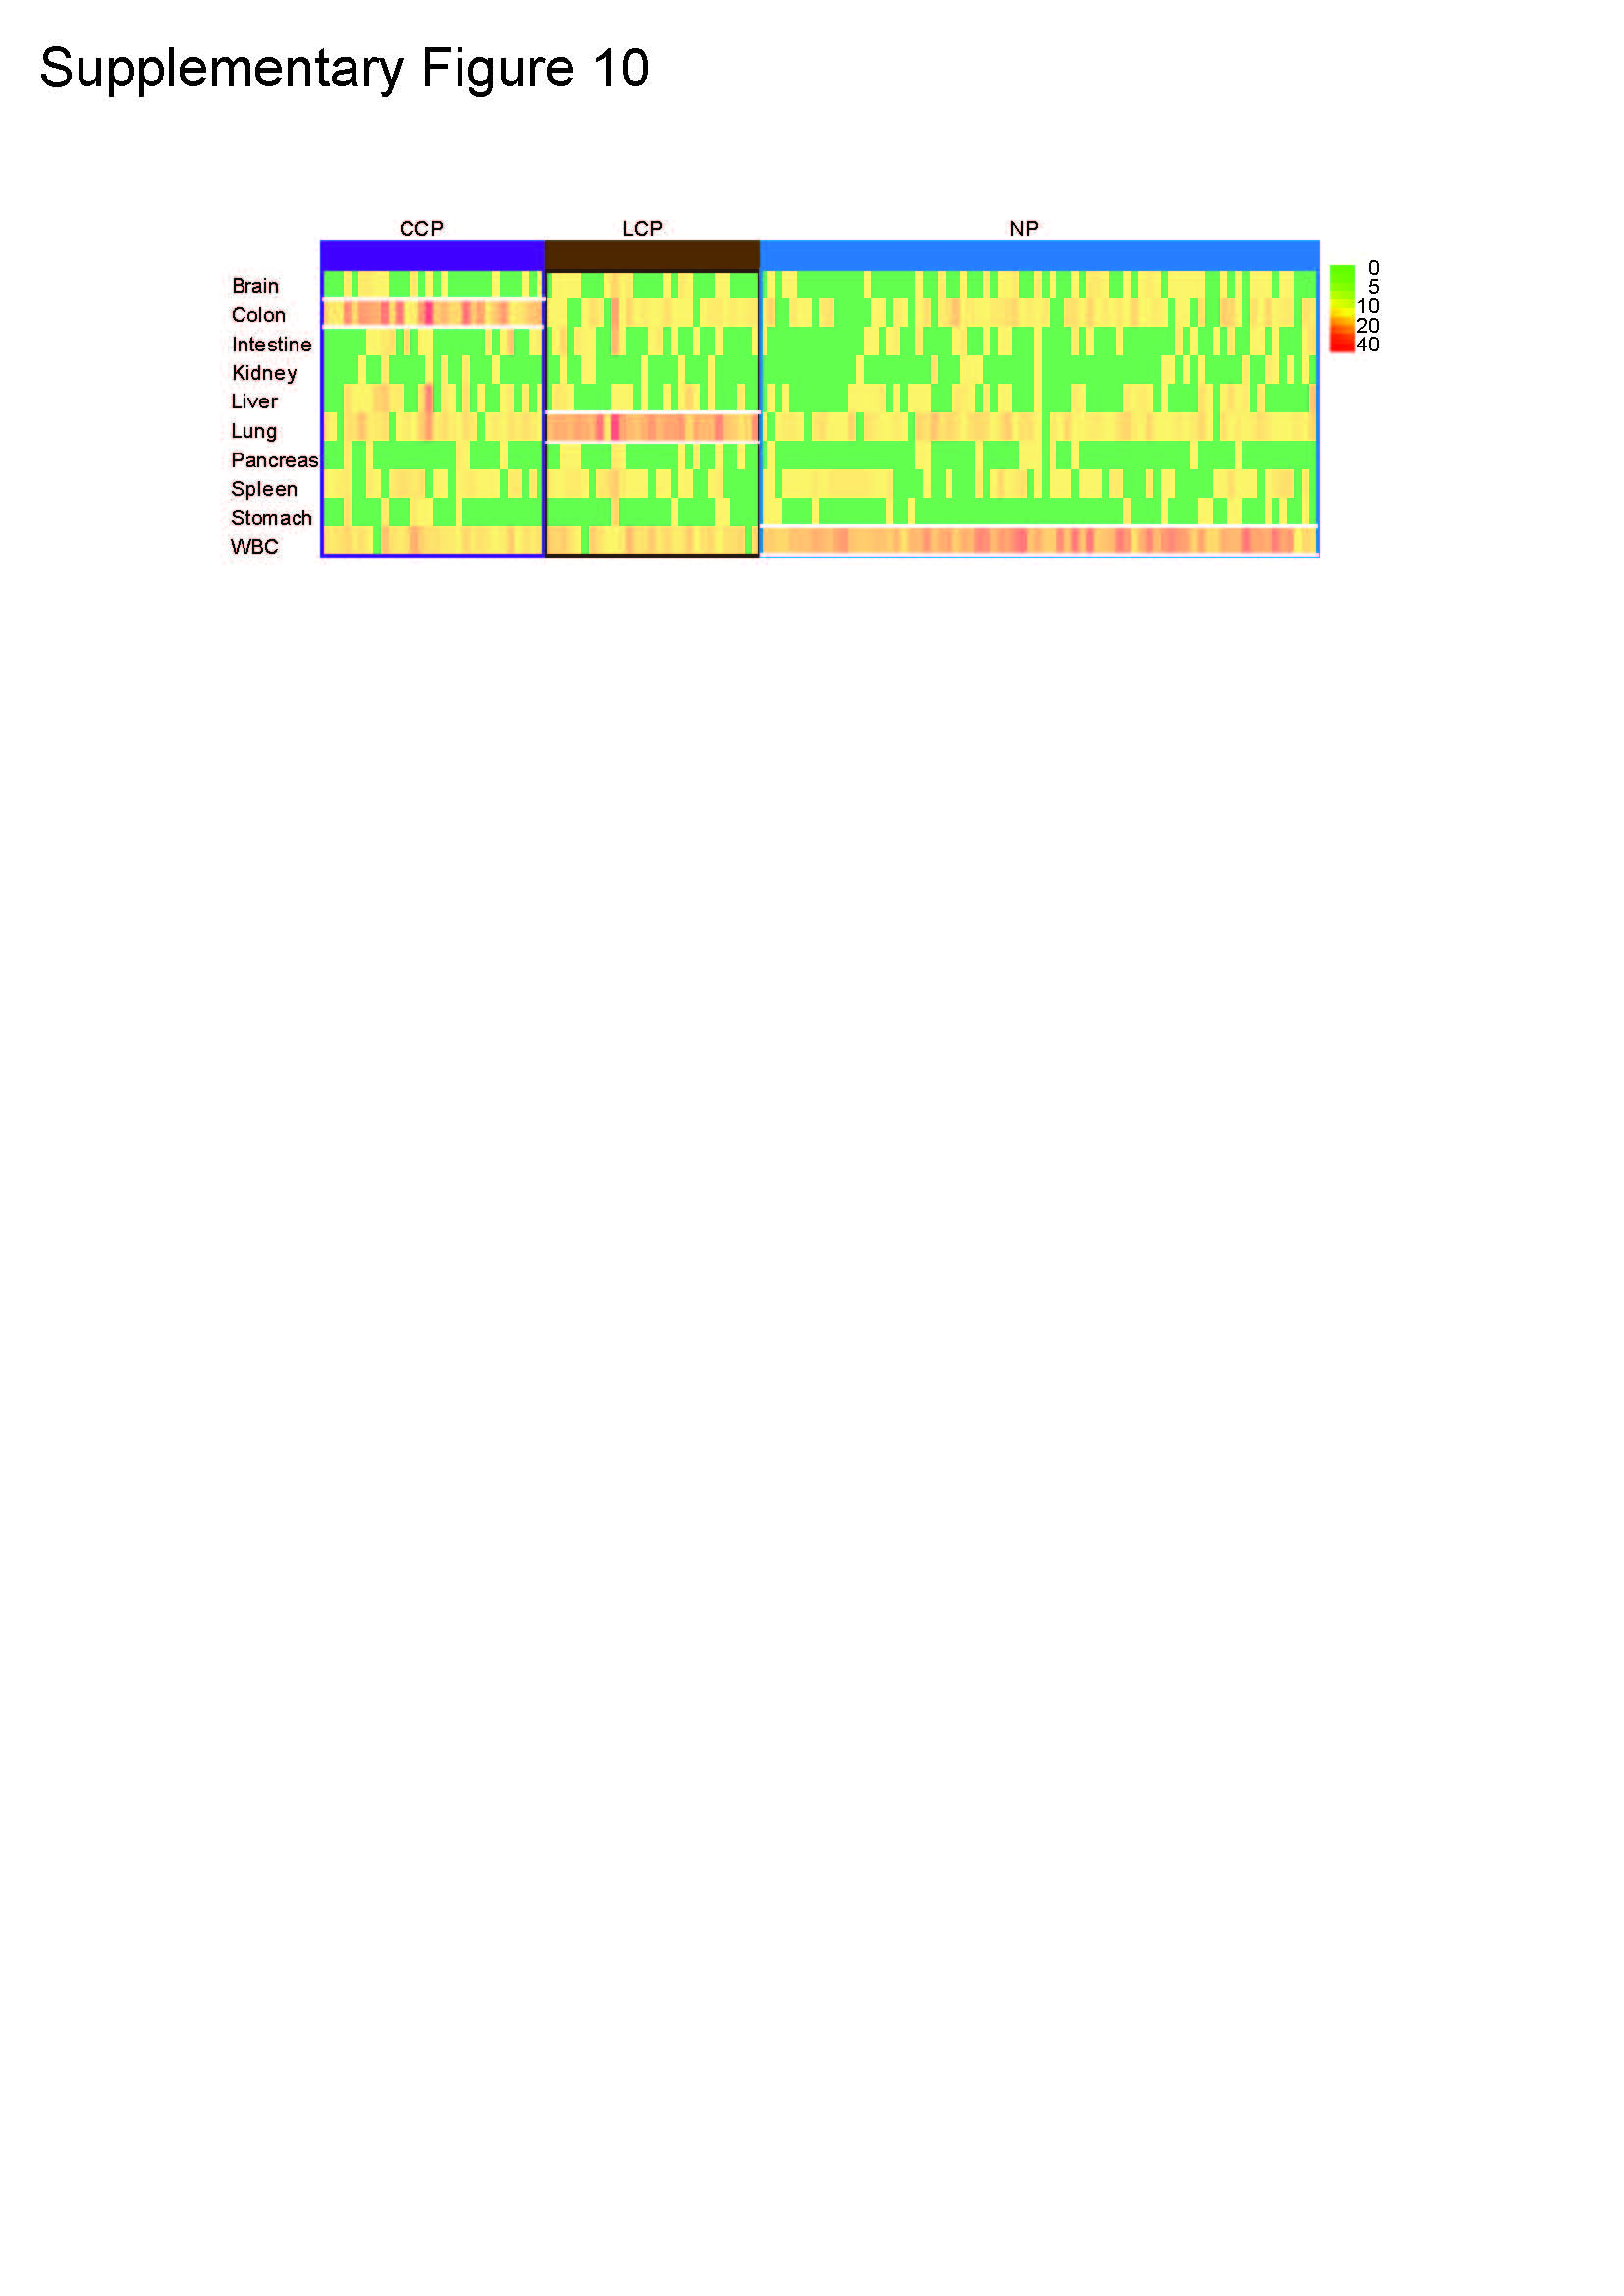 Supplementary Figure 10
CCP LCP NP
Brain
Colon
Intestine
Kidney
Liver
Lung
Pancreas
Spleen
Stomach
WBC
0
5
10
20
40